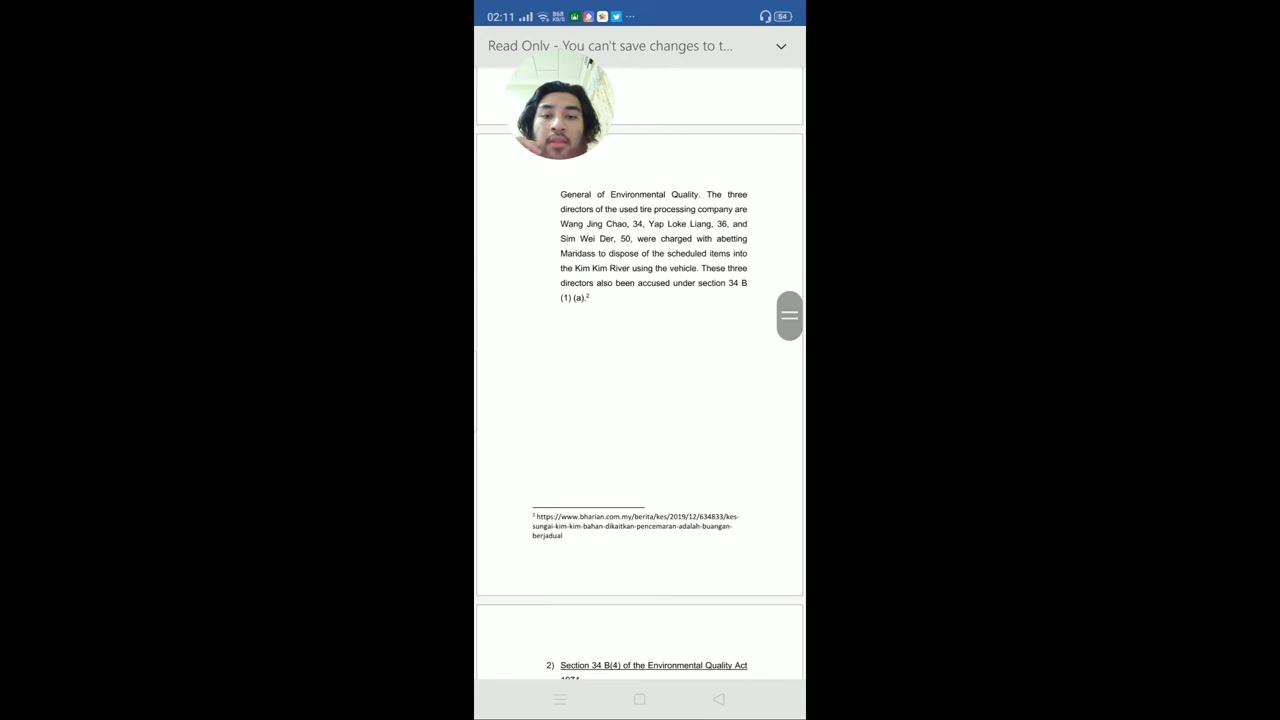 02:11 868 KB/S ... 54
Read Only - You can't save changes to t...
General of Environmental Quality. The three
directors of the used tire processing company are
Wang Jing Chao, 34, Yap Loke Liang, 36, and
Sim Wei Der, 50, were charged with abetting
Maridass to dispose of the scheduled items into
the Kim Kim River using the vehicle. These three
directors also been accused under section 34 B
(1) (a).2
2 https://www.bharian.com.my/berita/kes/2019/12/634833/kes-
sungai-kim-kim-bahan-dikaitkan-pencemaran-adalah-buangan-
berjadual
2) Section 34 B(4) of the Environmental Quality Act
1974